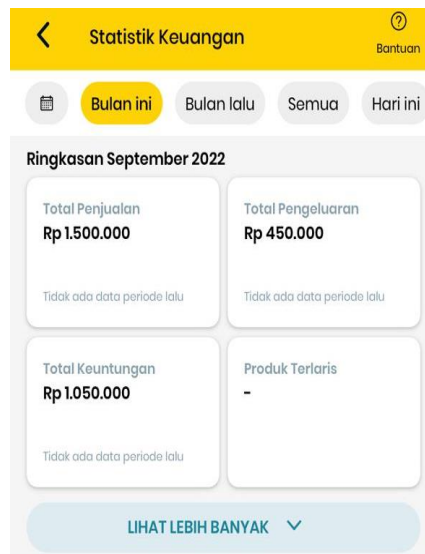 Statistik Keuangan
Bantuan
Bulan ini
Bulan lalu
Semua
Hari ini
Ringkasan September 2022
Total Penjualan
Rp 1.500.000
Tidak ada data periode lalu
Total Pengeluaran
Rp 450.000
Tidak ada data periode lalu
Total Keuntungan
Rp 1.050.000
Tidak ada data periode lalu
Produk Terlaris
-
LIHAT LEBIH BANYAK